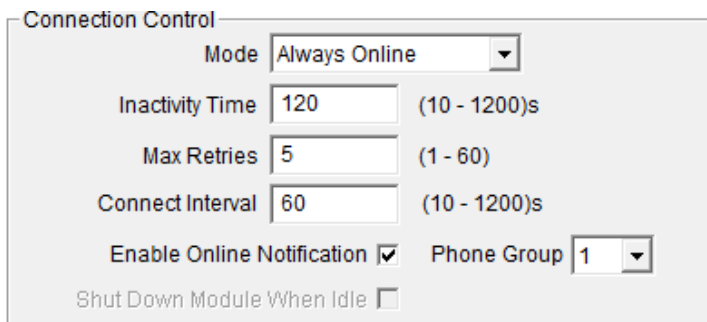 Connection Control
Mode Always Online
Inactivity Time 120 (10 - 1200)s
Max Retries 5 (1 - 60)
Connect Interval 60 (10 - 1200)s
Enable Online Notification Phone Group 1
Shut Down Module When Idle